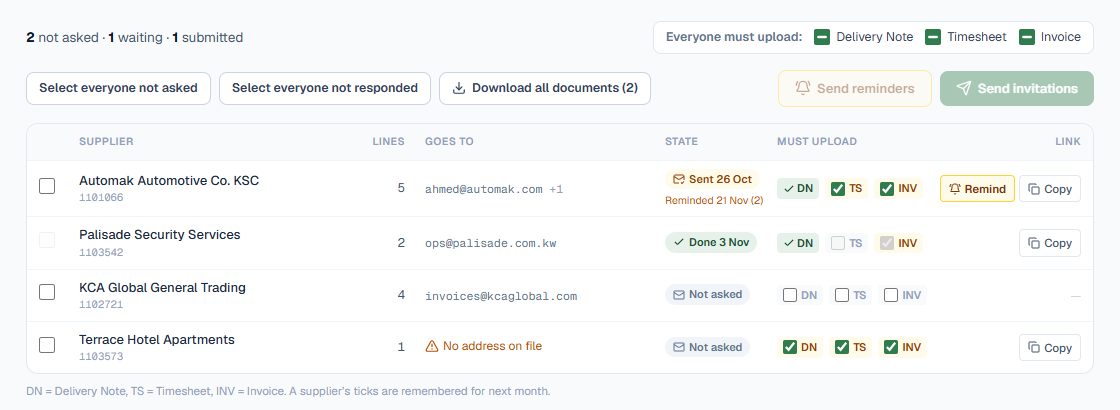 2 not asked · 1 waiting · 1 submitted
Everyone must upload: Delivery Note Timesheet Invoice
Select everyone not asked Select everyone not responded Download all documents (2) Send reminders Send invitations
SUPPLIER LINES GOES TO STATE MUST UPLOAD LINK
Automak Automotive Co. KSC 5 ahmed@automak.com +1 Sent 26 Oct DN TS INV Remind Copy
1101066 Reminded 21 Nov (2)
Palisade Security Services 2 ops@palisade.com.kw Done 3 Nov DN TS INV Copy
1103542
KCA Global General Trading 4 invoices@kcaglobal.com Not asked DN TS INV —
1102721
Terrace Hotel Apartments 1 No address on file Not asked DN TS INV Copy
1103573
DN = Delivery Note, TS = Timesheet, INV = Invoice. A supplier's ticks are remembered for next month.